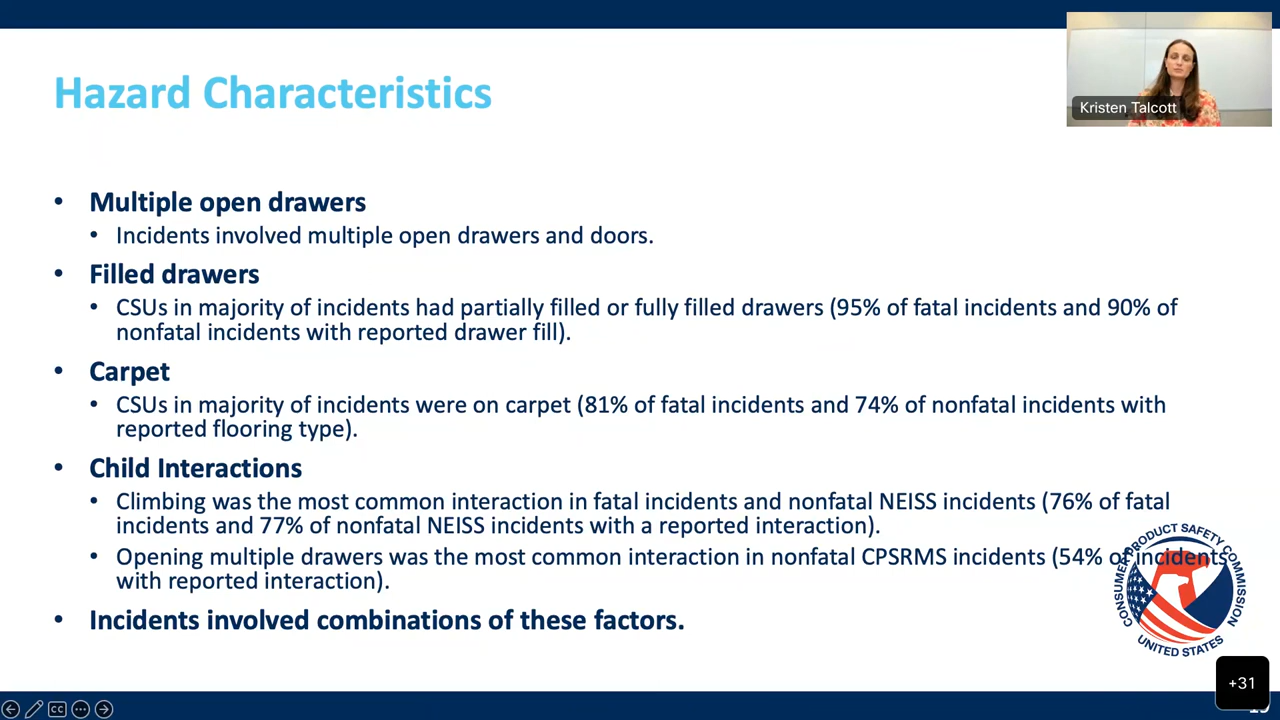 Hazard Characteristics
Kristen Talcott
• Multiple open drawers
• Incidents involved multiple open drawers and doors.
• Filled drawers
• CSUs in majority of incidents had partially filled or fully filled drawers (95% of fatal incidents and 90% of
nonfatal incidents with reported drawer fill).
• Carpet
• CSUs in majority of incidents were on carpet (81% of fatal incidents and 74% of nonfatal incidents with
reported flooring type).
• Child Interactions
• Climbing was the most common interaction in fatal incidents and nonfatal NEISS incidents (76% of fatal
incidents and 77% of nonfatal NEISS incidents with a reported interaction).
• Opening multiple drawers was the most common interaction in nonfatal CPSRMS incidents (54% of incidents
with reported interaction).
• Incidents involved combinations of these factors.
CONSUMER PRODUCT SAFETY COMMISSION
UNITED STATES
+31
CC